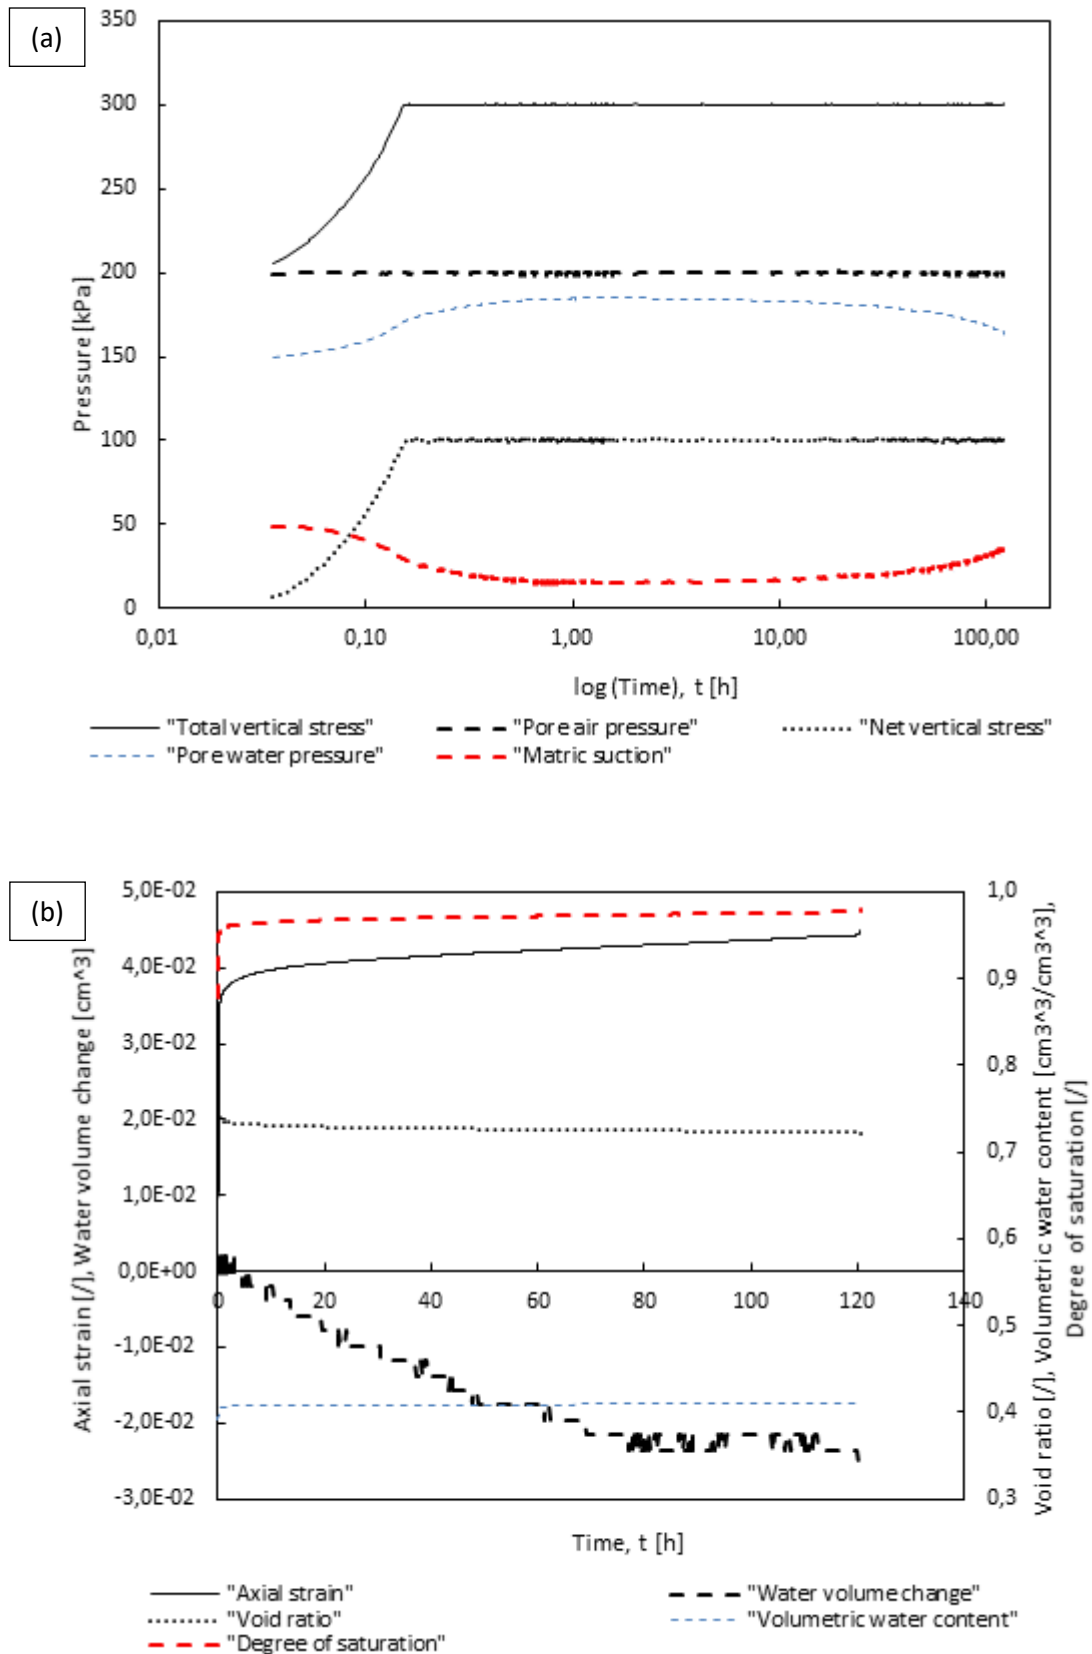 (a)
350
300
250
200
150
100
50
0
Pressure [kPa]
0,01 0,10 1,00 10,00 100,00
log (Time), t [h]
"Total vertical stress" "Pore air pressure" "Net vertical stress"
"Pore water pressure" "Matric suction"
(b)
5,0E-02 1,0
4,0E-02 0,9
3,0E-02 0,8
2,0E-02 0,7
1,0E-02 0,6
0,0E+00
0 20 40 60 80 100 120 140
-1,0E-02 0,5
-2,0E-02 0,4
-3,0E-02 0,3
Axial strain [/], Water volume change [cm^3]
Void ratio [/], Volumetric water content [cm3^3/cm3^3],
Degree of saturation [/]
Time, t [h]
"Axial strain" "Water volume change"
"Void ratio" "Volumetric water content"
"Degree of saturation"